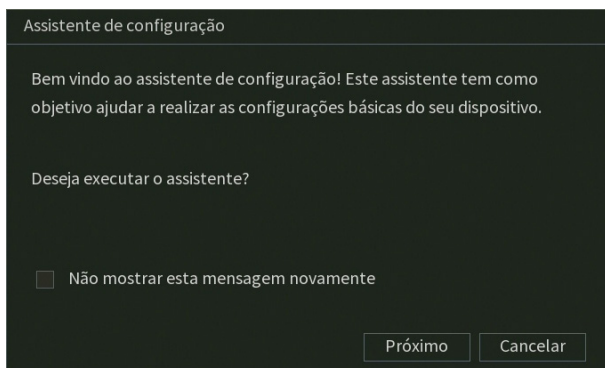 Assistente de configuração
Bem vindo ao assistente de configuração! Este assistente tem como
objetivo ajudar a realizar as configurações básicas do seu dispositivo.
Deseja executar o assistente?
Não mostrar esta mensagem novamente
Próximo
Cancelar